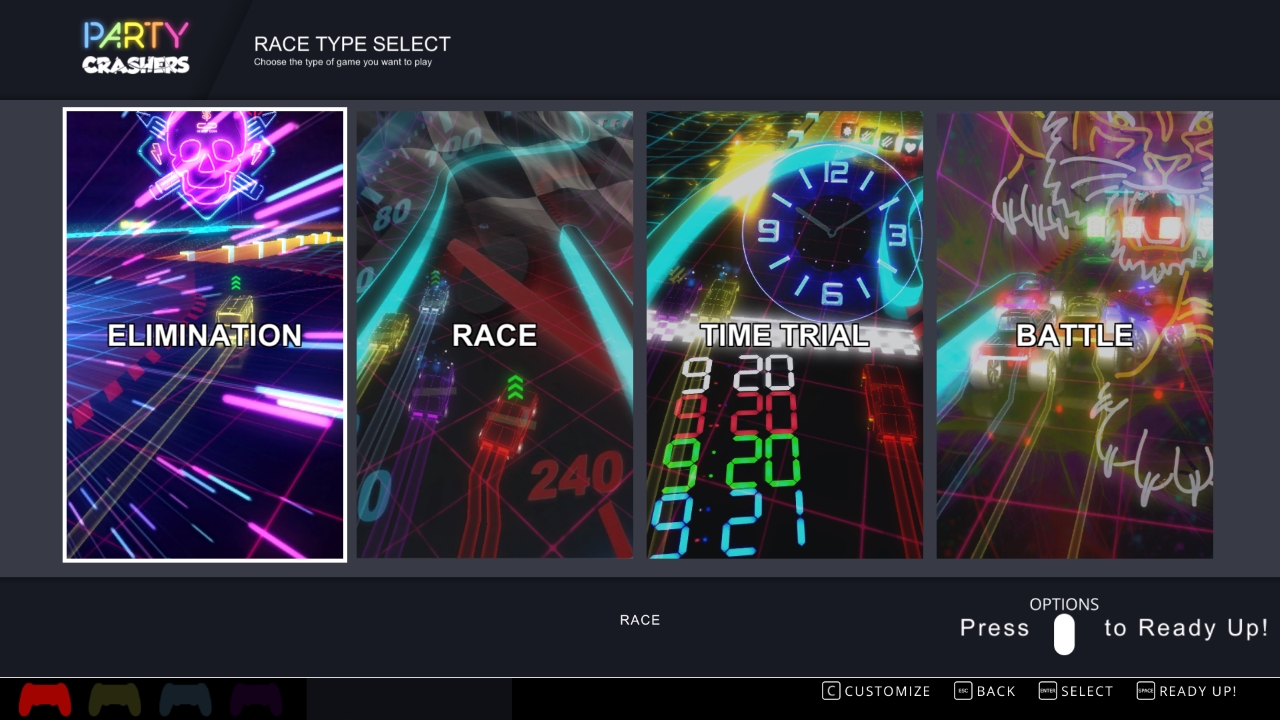 PARTY
CRASHERS
RACE TYPE SELECT
Choose the type of game you want to play
ELIMINATION
100
80
0
RACE
240
0
12
9
3
6
TIME TRIAL
9:20
9:20
9:20
9:21
BATTLE
RACE
OPTIONS
Press to Ready Up!
C CUSTOMIZE
ESC BACK
ENTER SELECT
SPACE READY UP!